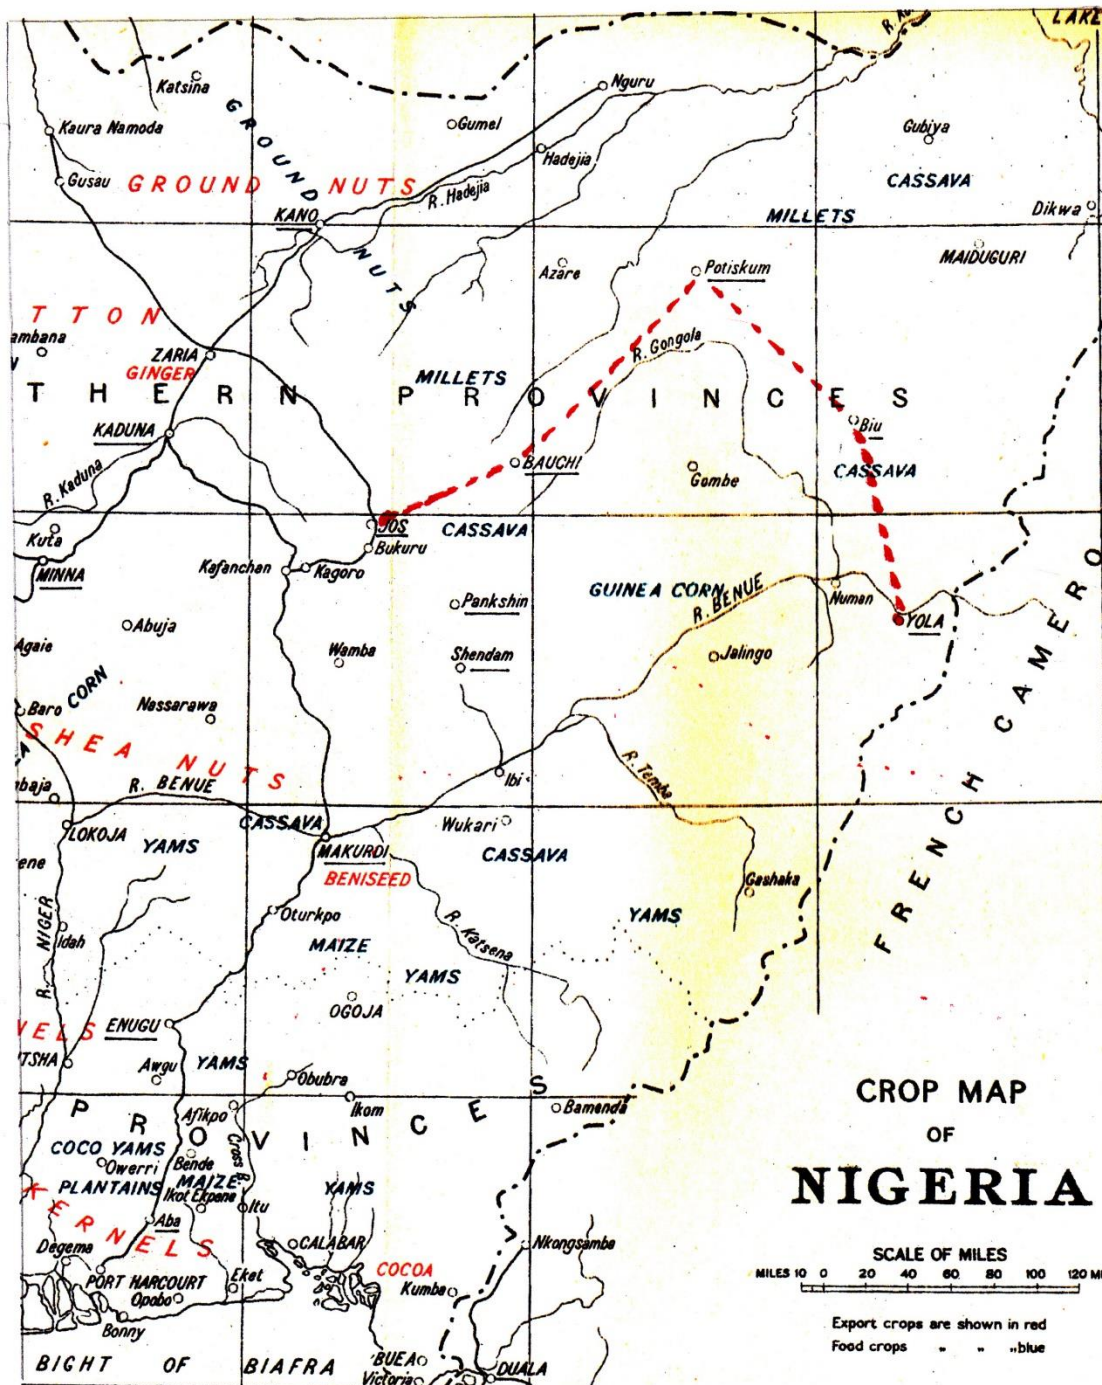 LAKE
Katsina
Nguru
Kaura Namoda
GROUND NUTS
Gumel
Gubiya
Hadejia
Gusau
GROUND NUTS
R. Hadejia
CASSAVA
KANO
MILLETS
Dikwa
MAIDUGURI
Azare
Potiskum
TTON
ambana
ZARIA
GINGER
R. Gongola
MILLETS
THERN PROVINCES
KADUNA
Biu
R. Kaduna
BAUCHI
Gombe
CASSAVA
JOS
CASSAVA
Kuta
Bukuru
MINNA
Kafanchan
Kagoro
GUINEA CORN
R. BENUE
Numan
Pankshin
YOLA
Abuja
Agaie
Wamba
Shendam
Jalingo
CORN
Baro
Nassarawa
SHEA NUTS
FRENCH CAMERO
R. Temba
Ibi
R. BENUE
baja
LOKOJA
CASSAVA
Wukari
YAMS
MAKURDI
CASSAVA
ene
BENISEED
Gashaka
Oturkpo
YAMS
R. NIGER
Idah
MAIZE
R. Katsena
YAMS
OGOJA
NELS
ENUGU
TSHA
Awgu
YAMS
Obubra
Afikpo
Ikom
Bamenda
PROVINCES
CROP MAP
OF
NIGERIA
COCO YAMS
Owerri
Bende
Cross R.
PLANTAINS
MAIZE
Ikot Ekpene
YAMS
Itu
Aba
KERNELS
Degema
CALABAR
Nkongsamba
SCALE OF MILES
PORT HARCOURT
Eket
COCOA
Kumba
MILES 10 0 20 40 60 80 100 120 M
Opobo
Bonny
Export crops are shown in red
Food crops " " " blue
BIGHT OF BIAFRA
BUEA
Victoria
DUALA